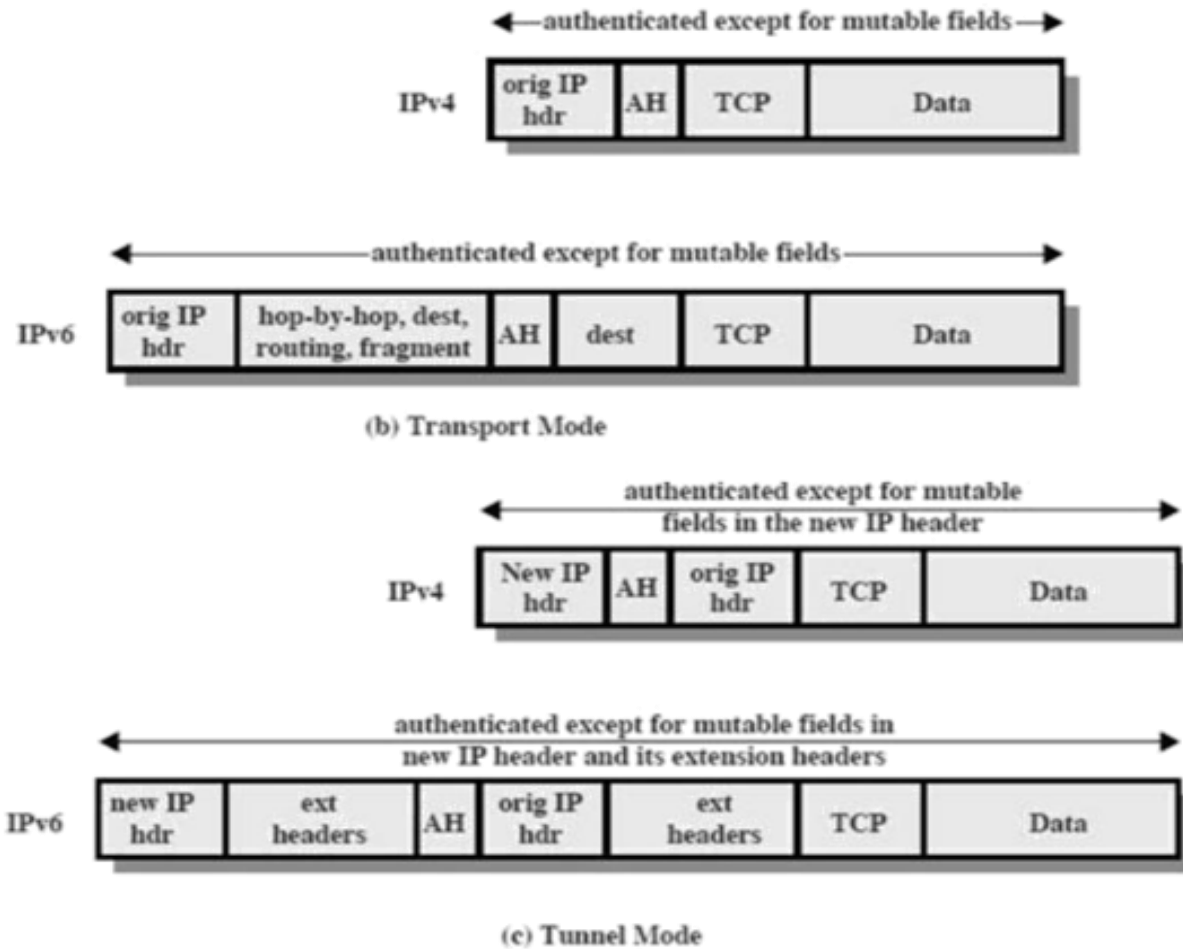 authenticated except for mutable fields
IPv4
orig IP
hdr
AH
TCP
Data
authenticated except for mutable fields
IPv6
orig IP
hdr
hop-by-hop, dest,
routing, fragment
AH
dest
TCP
Data
(b) Transport Mode
authenticated except for mutable
fields in the new IP header
IPv4
New IP
hdr
AH
orig IP
hdr
TCP
Data
authenticated except for mutable fields in
new IP header and its extension headers
IPv6
new IP
hdr
ext
headers
AH
orig IP
hdr
ext
headers
TCP
Data
(c) Tunnel Mode